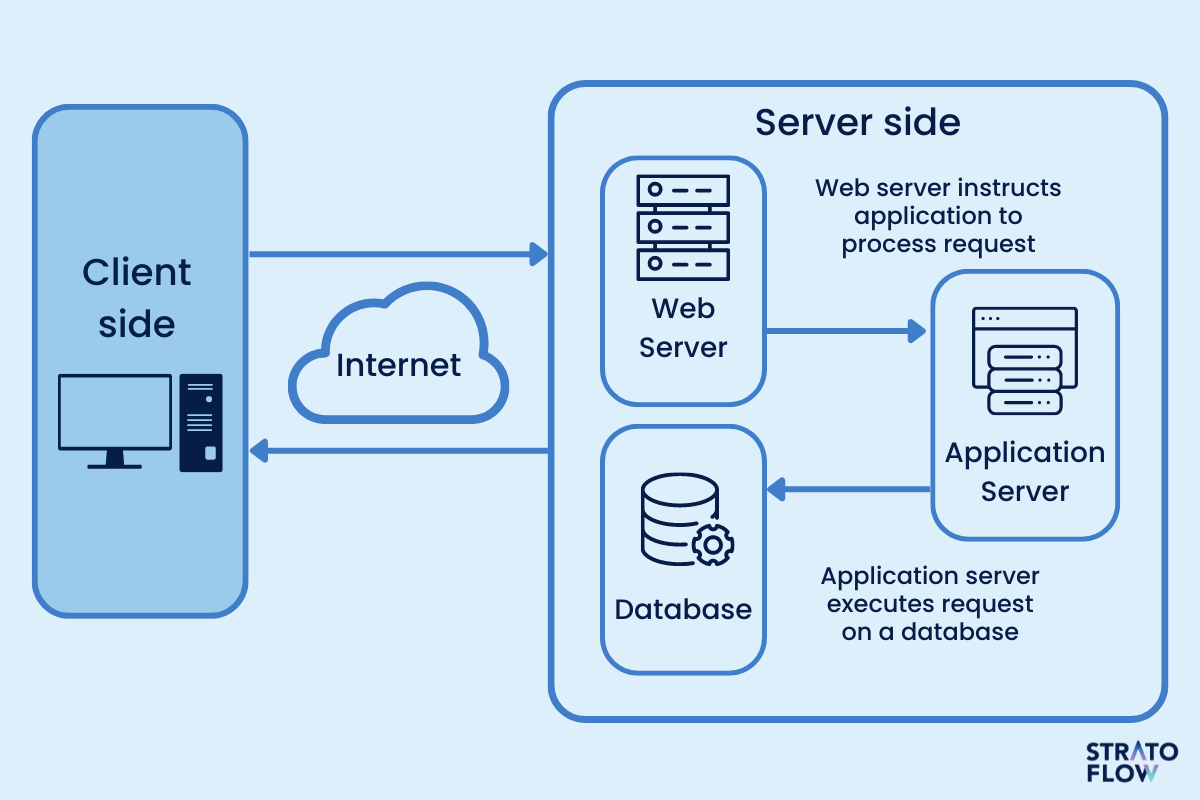 Server side
Client
side
Internet
Web
Server
Web server instructs
application to
process request
Application
Server
Database
Application server
executes request
on a database
STRATO
FLOW